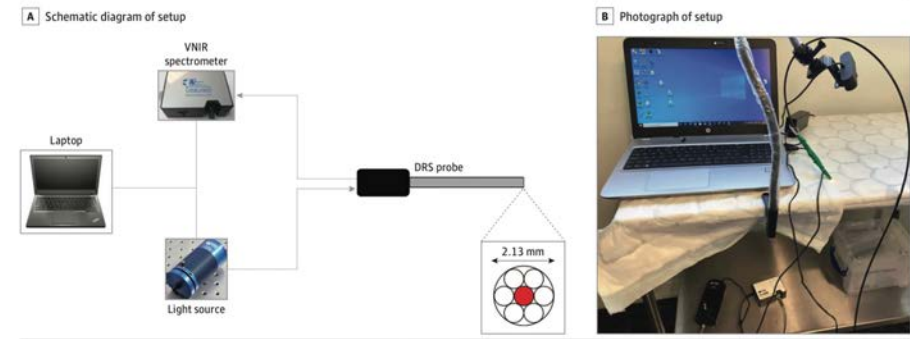 A Schematic diagram of setup
B Photograph of setup
VNIR
spectrometer
Laptop
DRS probe
2.13 mm
Light source